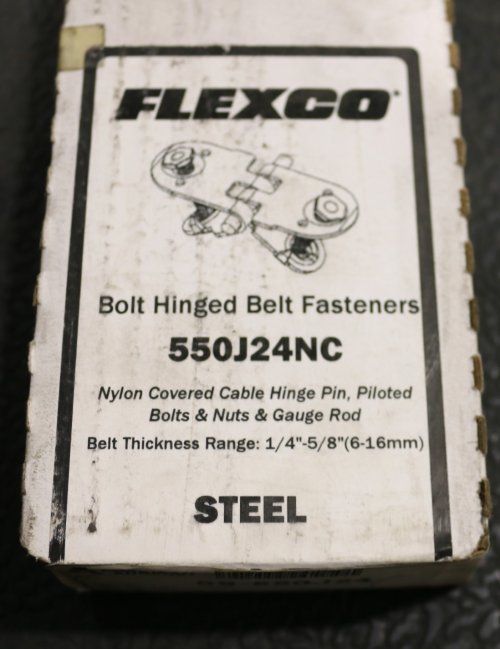 FLEXCO®
Bolt Hinged Belt Fasteners
550J24NC
Nylon Covered Cable Hinge Pin, Piloted
Bolts & Nuts & Gauge Rod
Belt Thickness Range: 1/4"-5/8"(6-16mm)
STEEL